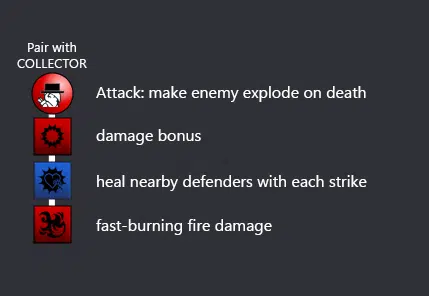 Pair with
COLLECTOR
Attack: make enemy explode on death
damage bonus
heal nearby defenders with each strike
fast-burning fire damage